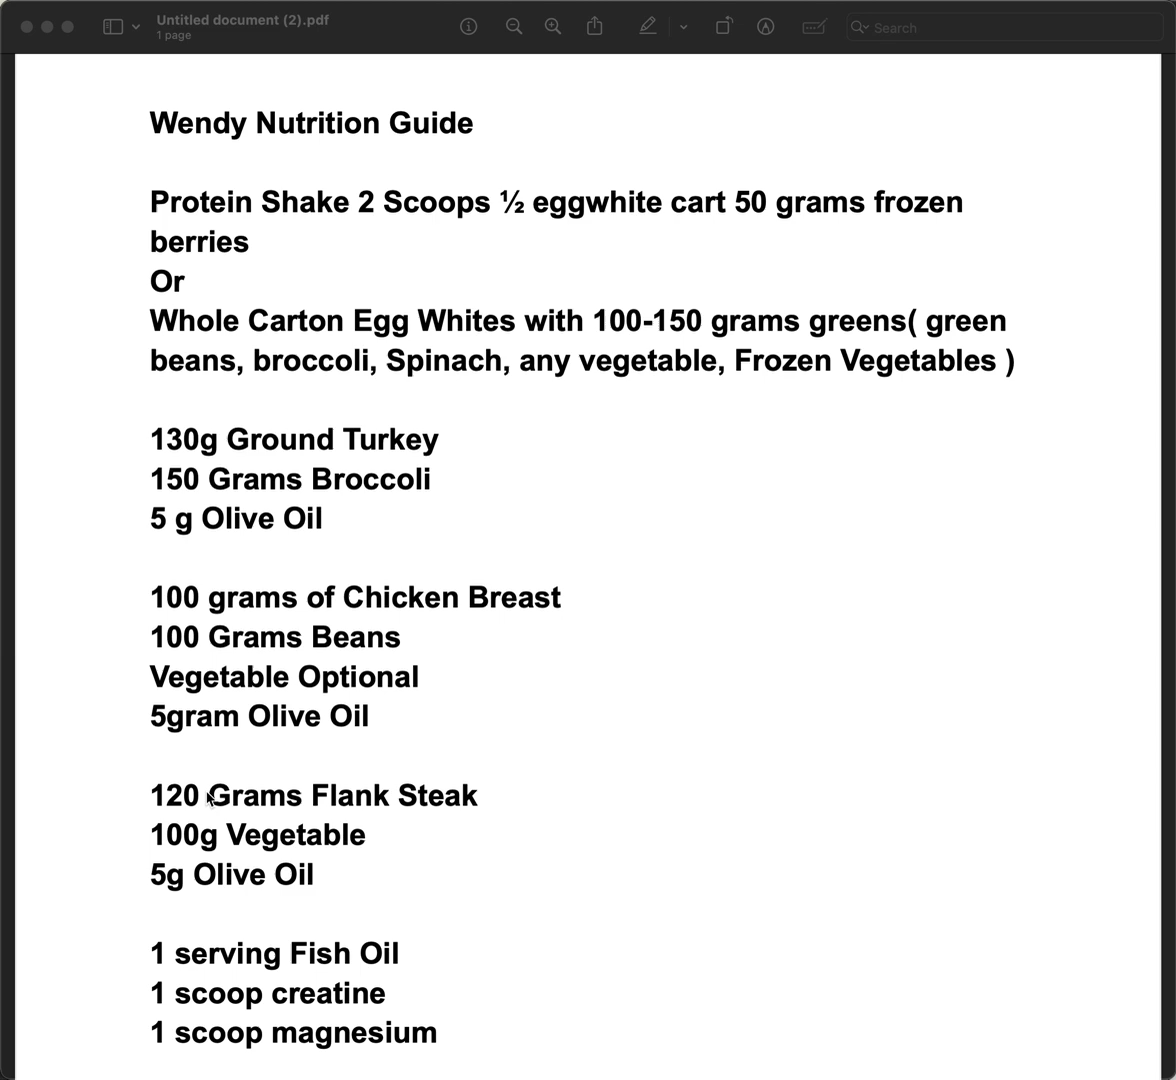 Untitled document (2).pdf
1 page
Search
Wendy Nutrition Guide
Protein Shake 2 Scoops ½ eggwhite cart 50 grams frozen
berries
Or
Whole Carton Egg Whites with 100-150 grams greens( green
beans, broccoli, Spinach, any vegetable, Frozen Vegetables )
130g Ground Turkey
150 Grams Broccoli
5 g Olive Oil
100 grams of Chicken Breast
100 Grams Beans
Vegetable Optional
5gram Olive Oil
120 Grams Flank Steak
100g Vegetable
5g Olive Oil
1 serving Fish Oil
1 scoop creatine
1 scoop magnesium